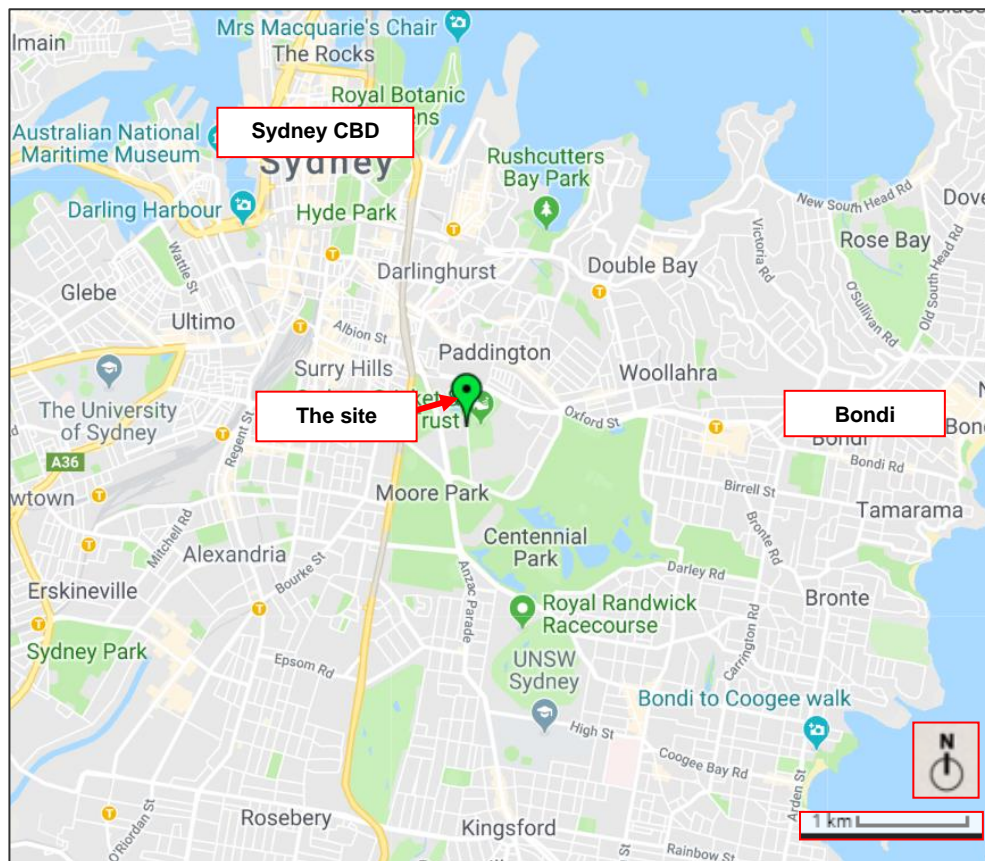 Vaucluse
lmain
Mrs Macquarie's Chair
The Rocks
Royal Botanic
ens
Australian National
Maritime Museum
Sydney CBD
Sydney
Rushcutters
Bay Park
New South Head Rd
Dove
Darling Harbour
Hyde Park
Victoria Rd
Rose Bay
Old South Head Rd
Wattle St
Darlinghurst
Double Bay
O'Sullivan Rd
Glebe
Ultimo
Albion St
Paddington
Surry Hills
Woollahra
The University
of Sydney
Regent St
The site
ket
rust
Oxford St
Bondi
Bondi
Bon
Bondi Rd
A36
wtown
Moore Park
Birrell St
Tamarama
Mitchell Rd
Centennial
Park
Bronte Rd
Alexandria
Bourke St
Anzac Parade
Darley Rd
Erskineville
Bronte
Royal Randwick
Racecourse
Carrington Rd
Sydney Park
Epsom Rd
UNSW
Sydney
Bondi to Coogee walk
High St
N
Coogee Bay Rd
Arden St
O'Riordan St
Rosebery
Kingsford
1 km
Rainbow St